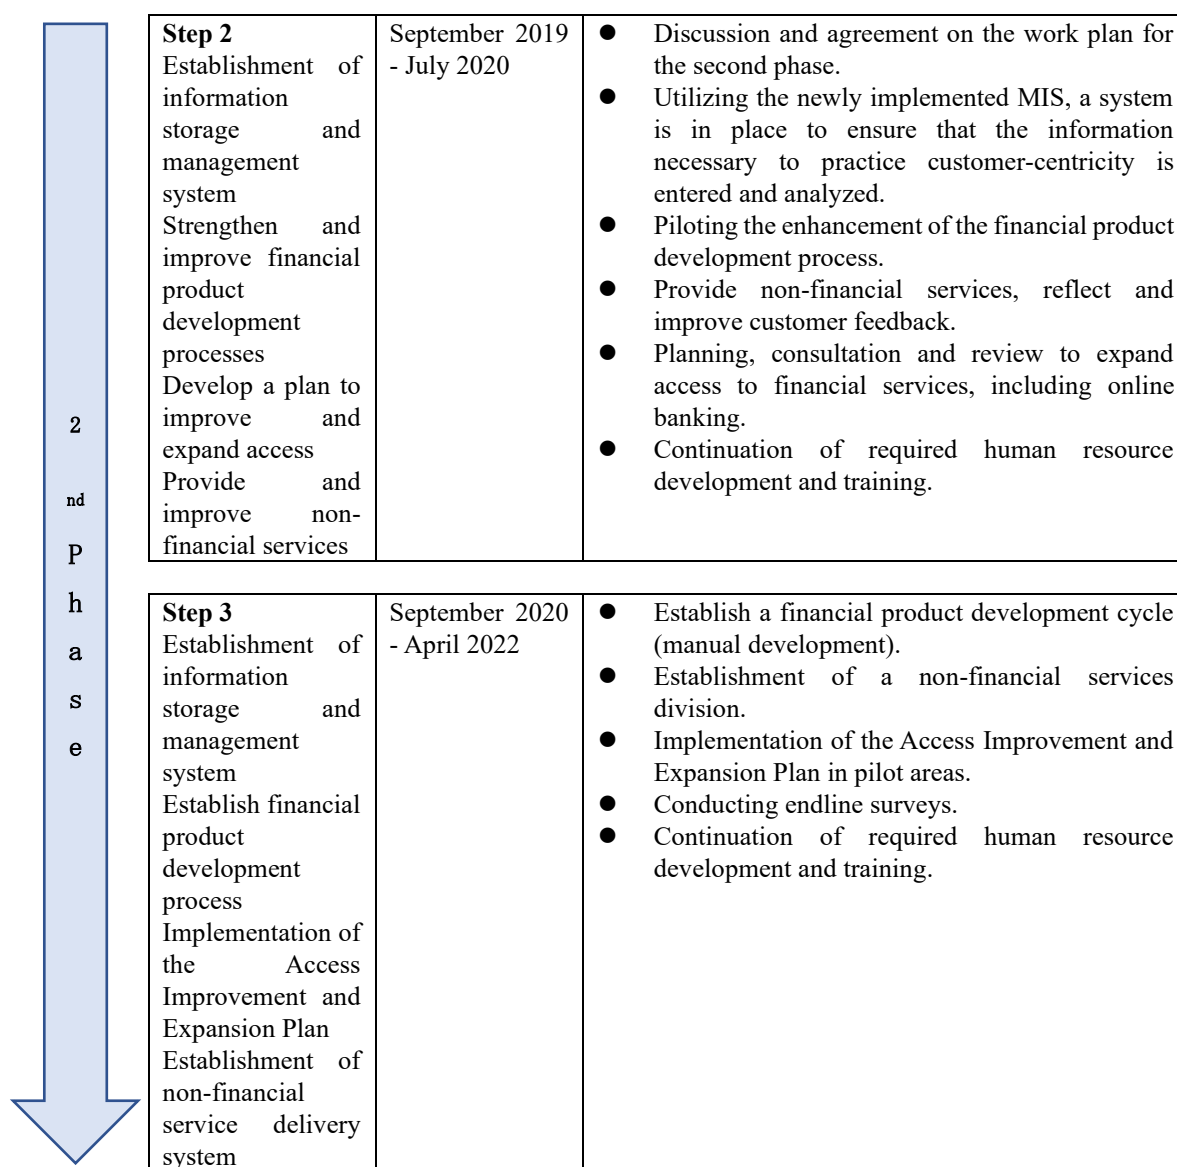 2
nd
P
h
a
s
e
Step 2
Establishment of
information
storage and
management
system
Strengthen and
improve financial
product
development
processes
Develop a plan to
improve and
expand access
Provide and
improve non-
financial services
September 2019
- July 2020
● Discussion and agreement on the work plan for
the second phase.
● Utilizing the newly implemented MIS, a system
is in place to ensure that the information
necessary to practice customer-centricity is
entered and analyzed.
● Piloting the enhancement of the financial product
development process.
● Provide non-financial services, reflect and
improve customer feedback.
● Planning, consultation and review to expand
access to financial services, including online
banking.
● Continuation of required human resource
development and training.
Step 3
Establishment of
information
storage and
management
system
Establish financial
product
development
process
Implementation of
the Access
Improvement and
Expansion Plan
Establishment of
non-financial
service delivery
system
September 2020
- April 2022
● Establish a financial product development cycle
(manual development).
● Establishment of a non-financial services
division.
● Implementation of the Access Improvement and
Expansion Plan in pilot areas.
● Conducting endline surveys.
● Continuation of required human resource
development and training.